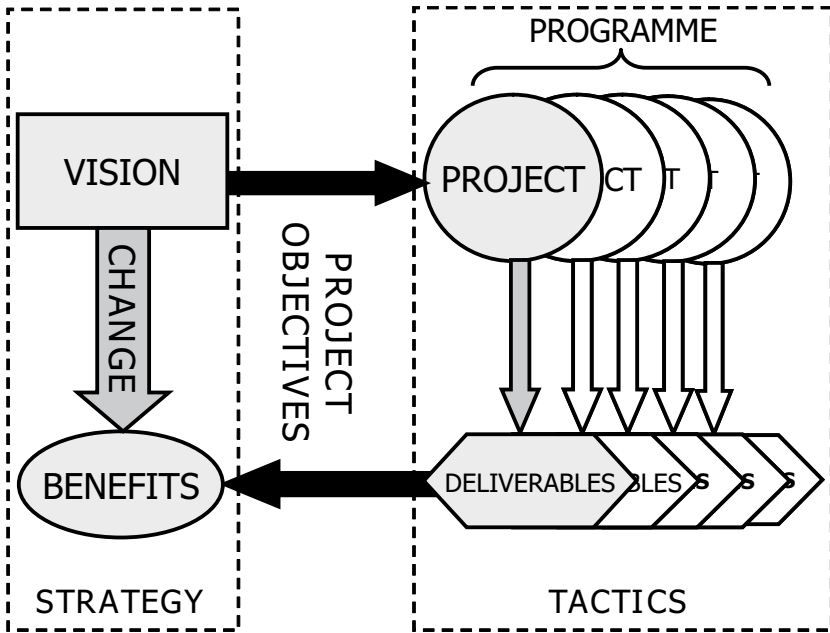 PROGRAMME
VISION
PROJECT
CT
T
T
CHANGE
PROJECT
OBJECTIVES
BENEFITS
DELIVERABLES
BLES
S
S
S
STRATEGY
TACTICS